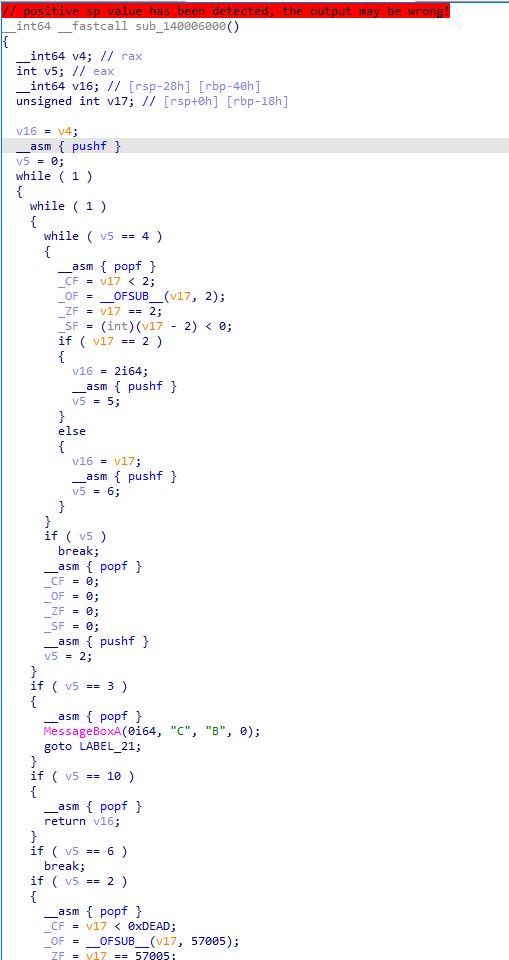 // positive sp value has been detected, the output may be wrong!
__int64 __fastcall sub_140006000()
{
  __int64 v4; // rax
  int v5; // eax
  __int64 v16; // [rsp-28h] [rbp-40h]
  unsigned int v17; // [rsp+0h] [rbp-18h]

  v16 = v4;
  __asm { pushf }
  v5 = 0;
  while ( 1 )
  {
    while ( 1 )
    {
      while ( v5 == 4 )
      {
        __asm { popf }
        _CF = v17 < 2;
        _OF = __OFSUB__(v17, 2);
        _ZF = v17 == 2;
        _SF = (int)(v17 - 2) < 0;
        if ( v17 == 2 )
        {
          v16 = 2i64;
          __asm { pushf }
          v5 = 5;
        }
        else
        {
          v16 = v17;
          __asm { pushf }
          v5 = 6;
        }
      }
      if ( v5 )
        break;
      __asm { popf }
      _CF = 0;
      _OF = 0;
      _ZF = 0;
      _SF = 0;
      __asm { pushf }
      v5 = 2;
    }
    if ( v5 == 3 )
    {
      __asm { popf }
      MessageBoxA(0i64, "C", "B", 0);
      goto LABEL_21;
    }
    if ( v5 == 10 )
    {
      __asm { popf }
      return v16;
    }
    if ( v5 == 6 )
      break;
    if ( v5 == 2 )
    {
      __asm { popf }
      _CF = v17 < 0xDEAD;
      _OF = __OFSUB__(v17, 57005);
      _ZF = v17 == 57005;